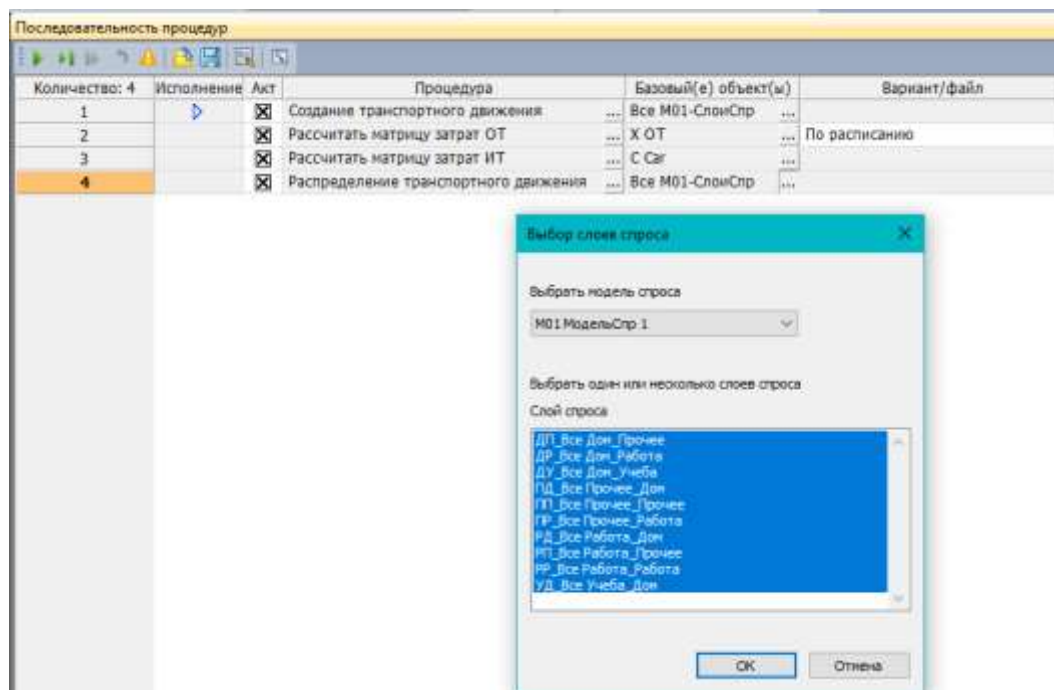 Последовательность процедур
Количество: 4 Исполнение Акт Процедура Базовый(е) объект(ы) Вариант/файл
1 Создание транспортного движения ... Все М01-СлоиСпр ...
2 Рассчитать матрицу затрат ОТ ... X ОТ ... По расписанию
3 Рассчитать матрицу затрат ИТ ... C Car ...
4 Распределение транспортного движения ... Все М01-СлоиСпр ...
Выбор слоев спроса
Выбрать модель спроса
М01 МодельСпр 1
Выбрать один или несколько слоев спроса
Слой спроса
ДП_Все Дом_Прочее
ДР_Все Дом_Работа
ДУ_Все Дом_Учеба
ПД_Все Прочее_Дом
ПП_Все Прочее_Прочее
ПР_Все Прочее_Работа
РД_Все Работа_Дом
РП_Все Работа_Прочее
РР_Все Работа_Работа
УД_Все Учеба_Дом
OK Отмена